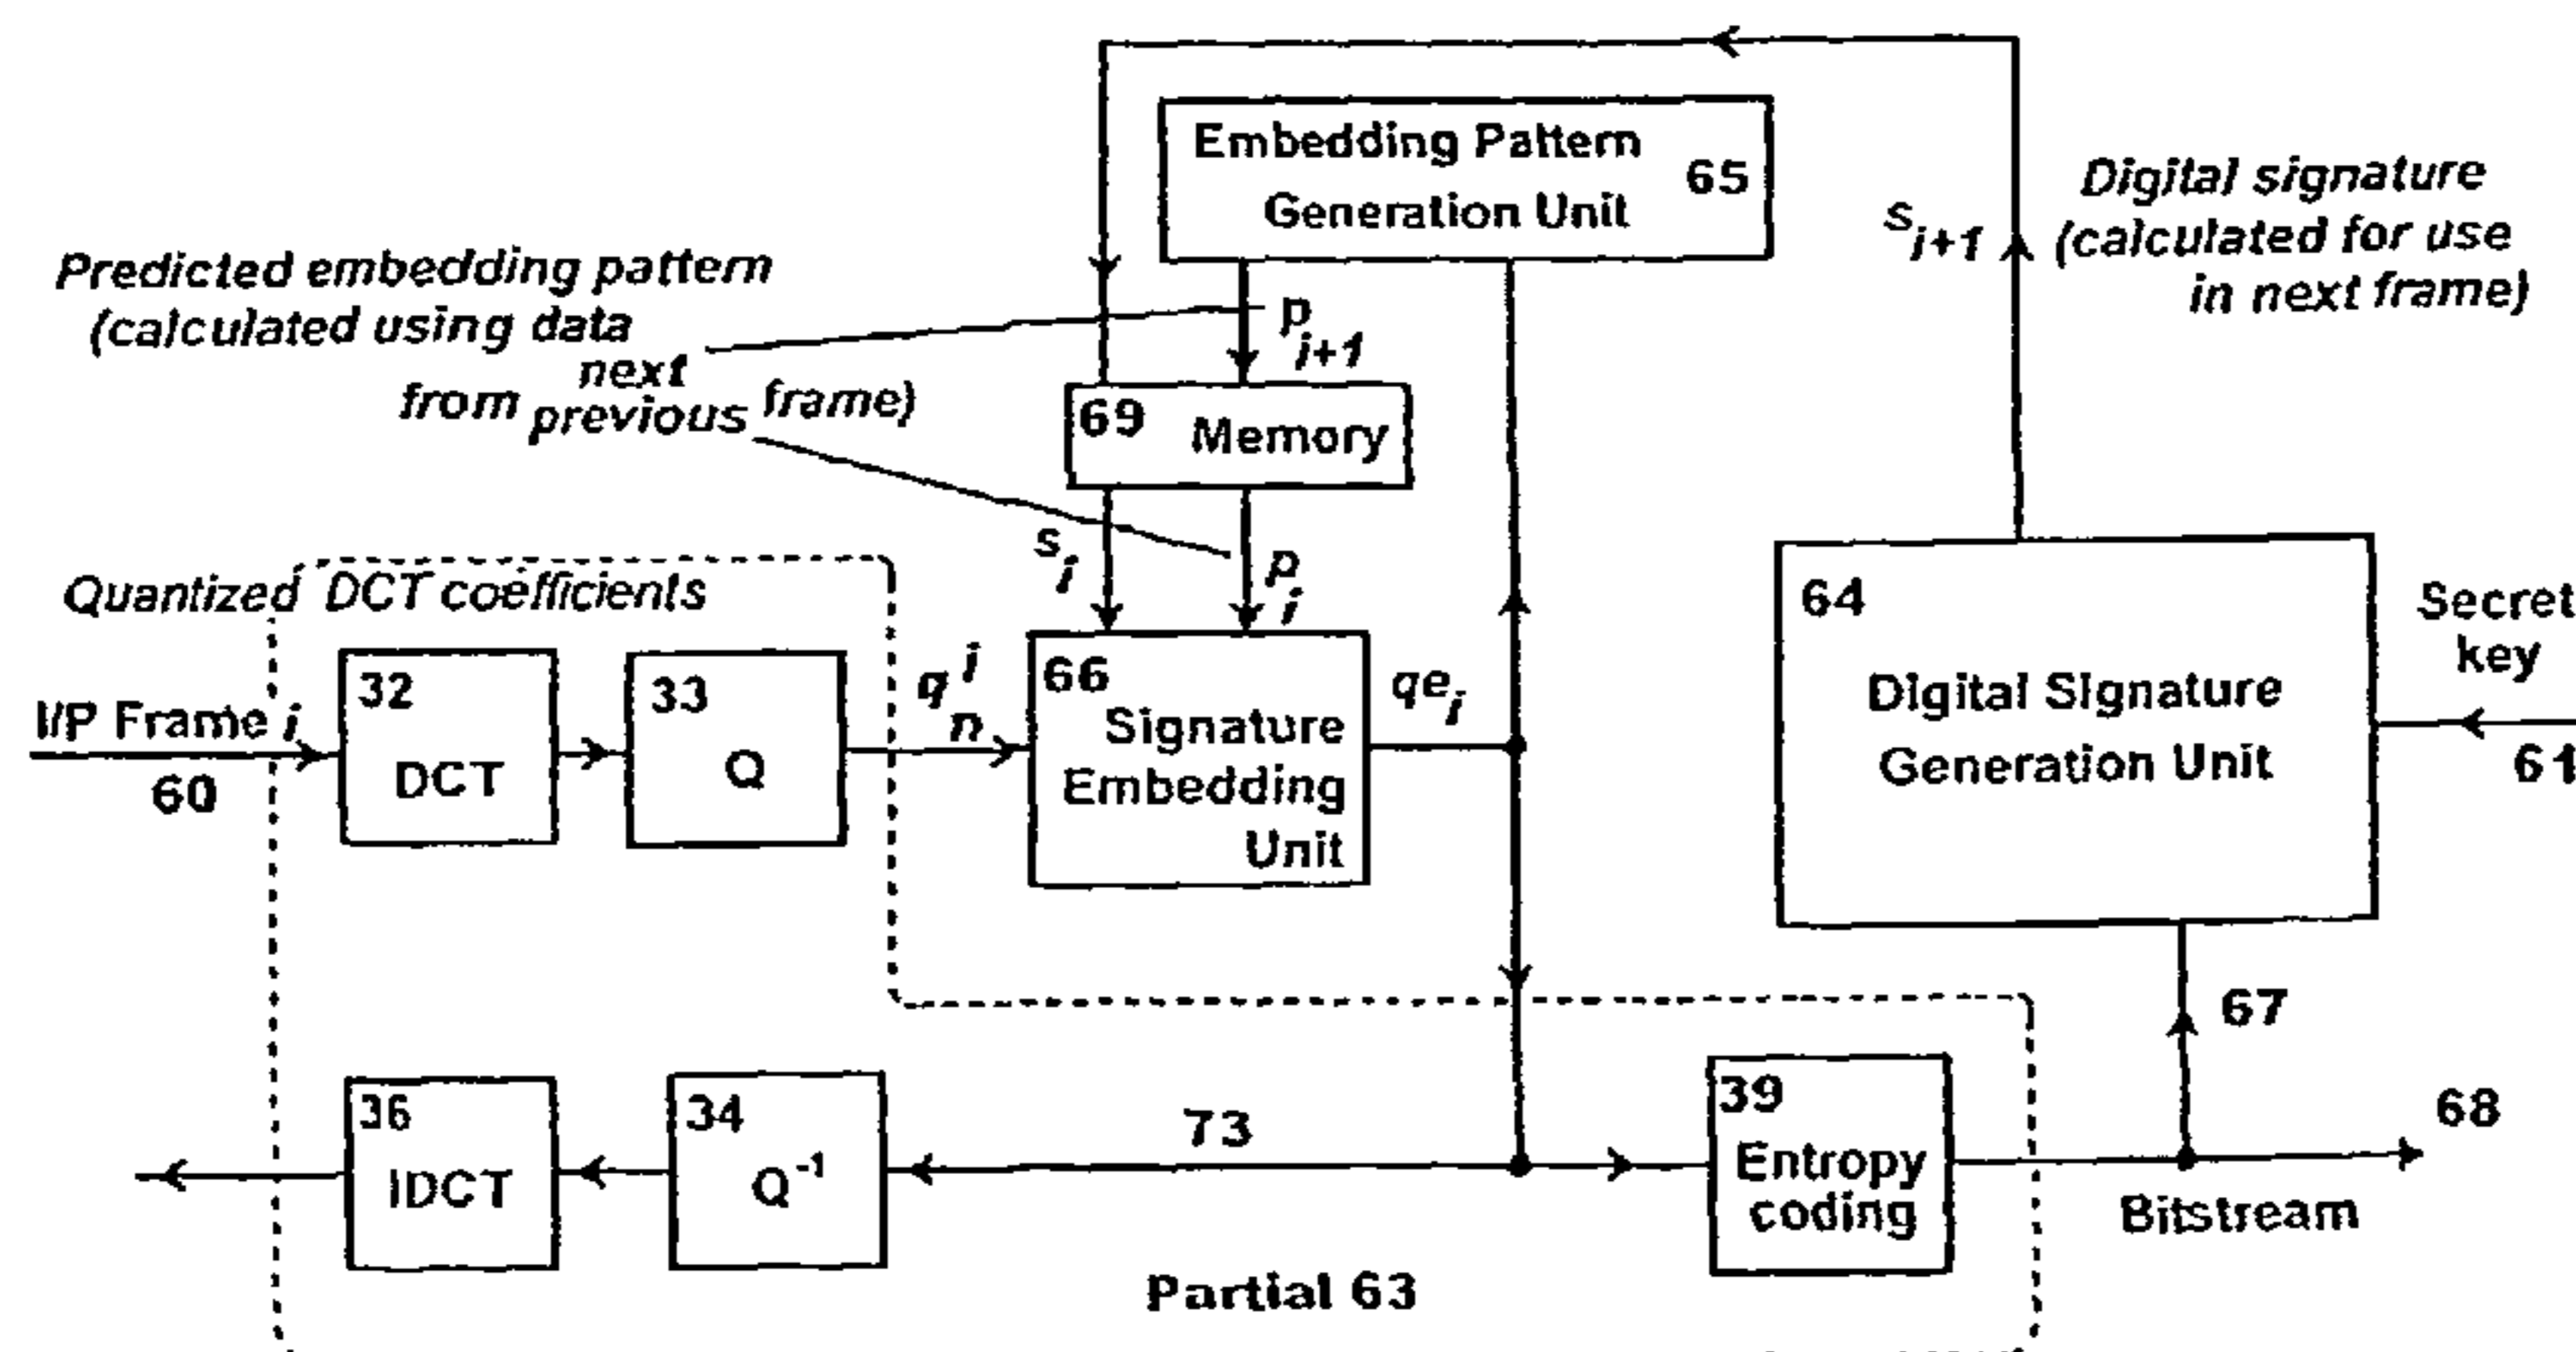 Embedding Pattern
Generation Unit
65
Digital signature
(calculated for use
in next frame)
s i+1
Predicted embedding pattern
(calculated using data
next
from previous frame)
p i+1
69
Memory
s i
p i
Quantized DCT coefficients
I/P Frame i
60
32
DCT
33
Q
q i n
66
Signature
Embedding
Unit
qe i
64
Digital Signature
Generation Unit
Secret
key
61
67
68
Bitstream
36
IDCT
34
Q-1
73
39
Entropy
coding
Partial 63